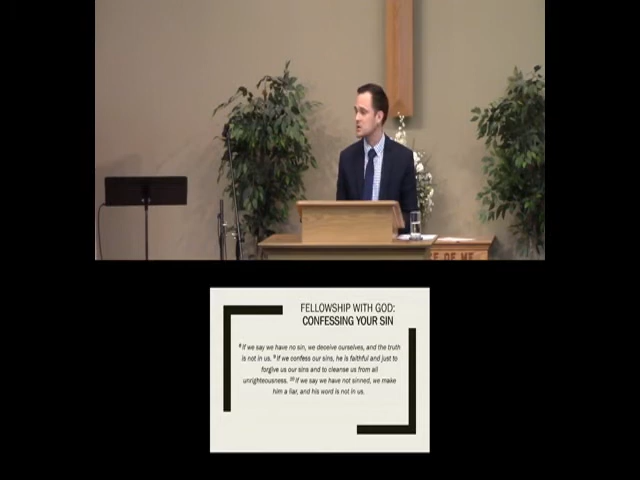 CE OF ME
FELLOWSHIP WITH GOD:
CONFESSING YOUR SIN
8 If we say we have no sin, we deceive ourselves, and the truth
is not in us. 9 If we confess our sins, he is faithful and just to
forgive us our sins and to cleanse us from all
unrighteousness. 10 If we say we have not sinned, we make
him a liar, and his word is not in us.